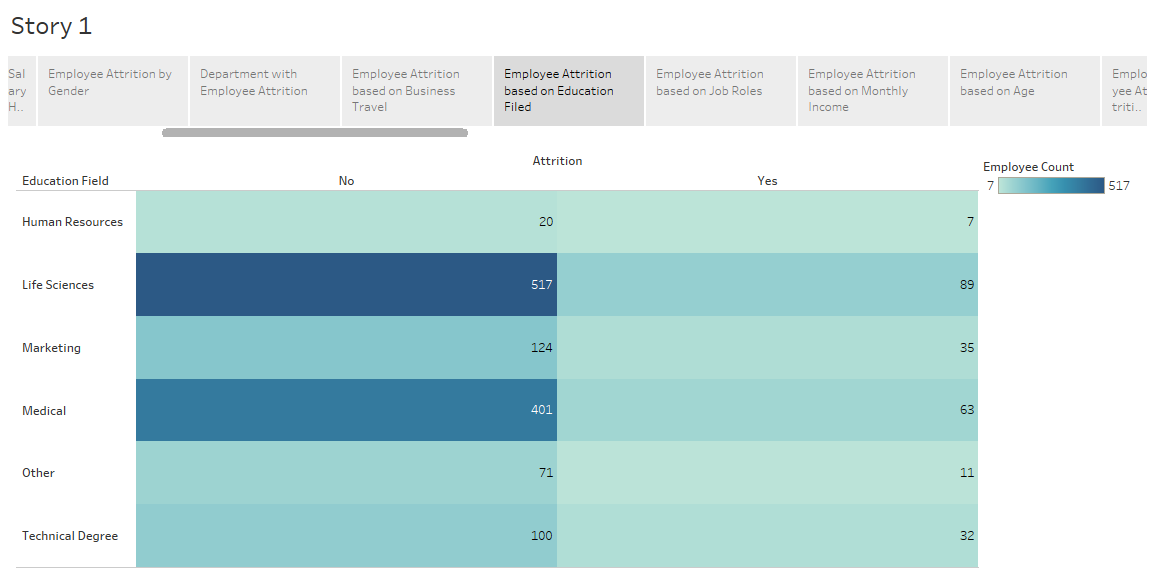 Story 1
Sal
ary
H..
Employee Attrition by
Gender
Department with
Employee Attrition
Employee Attrition
based on Business
Travel
Employee Attrition
based on Education
Filed
Employee Attrition
based on Job Roles
Employee Attrition
based on Monthly
Income
Employee Attrition
based on Age
Emplo
yee At
triti..
Attrition
Education Field No Yes
Employee Count
7 517
Human Resources 20 7
Life Sciences 517 89
Marketing 124 35
Medical 401 63
Other 71 11
Technical Degree 100 32